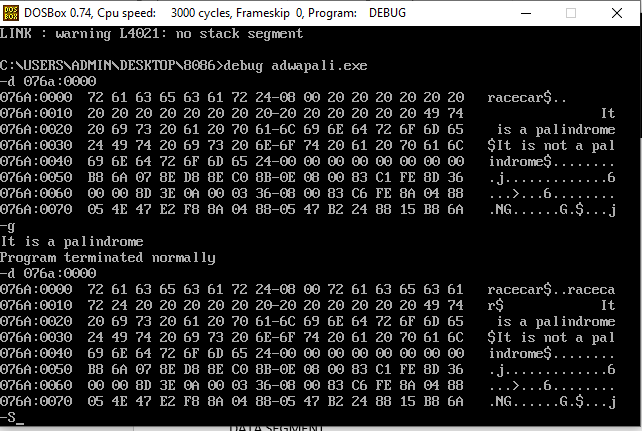 DOSBox 0.74, Cpu speed: 3000 cycles, Frameskip 0, Program: DEBUG
LINK : warning L4021: no stack segment
C:\USERS\ADMIN\DESKTOP\8086>debug adwapali.exe
-d 076a:0000
076A:0000 72 61 63 65 63 61 72 24-08 00 20 20 20 20 20 20 racecar$..
076A:0010 20 20 20 20 20 20 20 20-20 20 20 20 20 20 49 74 It
076A:0020 20 69 73 20 61 20 70 61-6C 69 6E 64 72 6F 6D 65 is a palindrome
076A:0030 24 49 74 20 69 73 20 6E-6F 74 20 61 20 70 61 6C $It is not a pal
076A:0040 69 6E 64 72 6F 6D 65 24-00 00 00 00 00 00 00 00 indrome$........
076A:0050 B8 6A 07 8E D8 8E C0 8B-0E 08 00 83 C1 FE 8D 36 .j.............6
076A:0060 00 00 8D 3E 0A 00 03 36-08 00 83 C6 FE 8A 04 88 ...>...6........
076A:0070 05 4E 47 E2 F8 8A 04 88-05 47 B2 24 88 15 B8 6A .NG......G.$...j
-g
It is a palindrome
Program terminated normally
-d 076a:0000
076A:0000 72 61 63 65 63 61 72 24-08 00 72 61 63 65 63 61 racecar$..raceca
076A:0010 72 24 20 20 20 20 20 20-20 20 20 20 20 20 49 74 r$ It
076A:0020 20 69 73 20 61 20 70 61-6C 69 6E 64 72 6F 6D 65 is a palindrome
076A:0030 24 49 74 20 69 73 20 6E-6F 74 20 61 20 70 61 6C $It is not a pal
076A:0040 69 6E 64 72 6F 6D 65 24-00 00 00 00 00 00 00 00 indrome$........
076A:0050 B8 6A 07 8E D8 8E C0 8B-0E 08 00 83 C1 FE 8D 36 .j.............6
076A:0060 00 00 8D 3E 0A 00 03 36-08 00 83 C6 FE 8A 04 88 ...>...6........
076A:0070 05 4E 47 E2 F8 8A 04 88-05 47 B2 24 88 15 B8 6A .NG......G.$...j
-S_
DATA SEGMENT